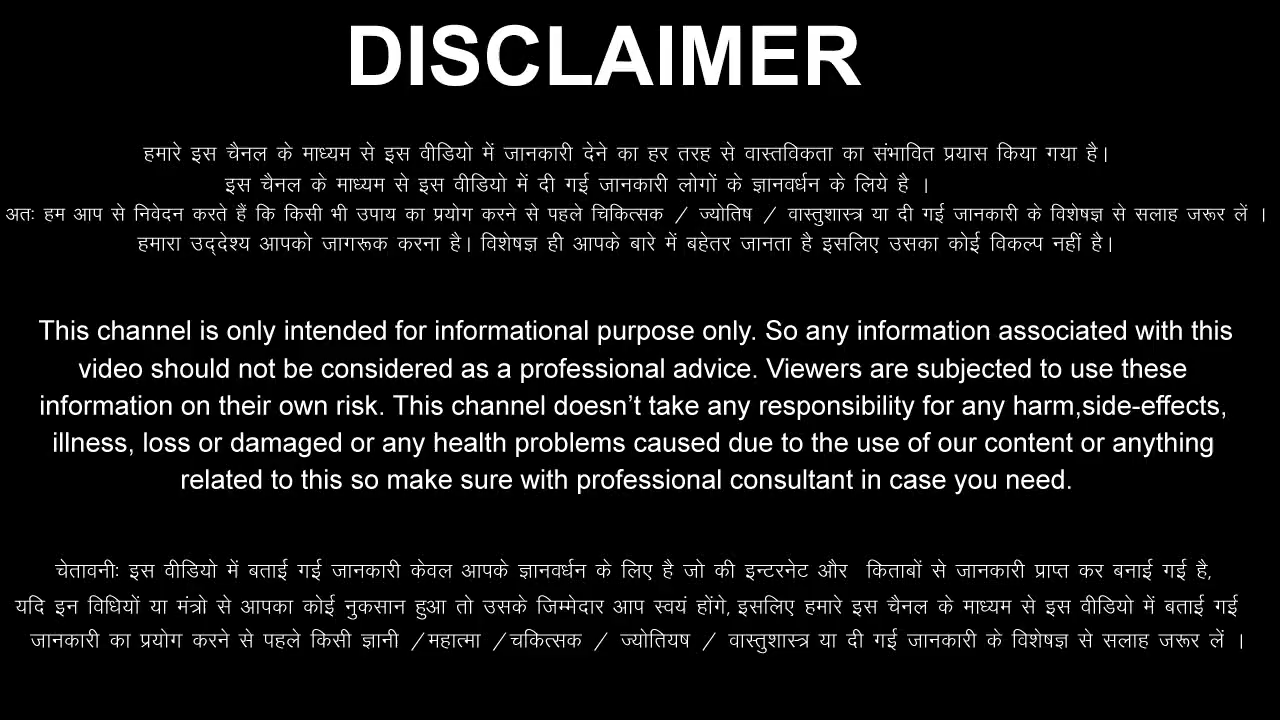 DISCLAIMER
हमारे इस चैनल के माध्यम से इस वीडियो में जानकारी देने का हर तरह से वास्तविकता का संभावित प्रयास किया गया है।
इस चैनल के माध्यम से इस वीडियो में दी गई जानकारी लोगों के ज्ञानवर्धन के लिये है ।
अतः हम आप से निवेदन करते हैं कि किसी भी उपाय का प्रयोग करने से पहले चिकित्सक / ज्योतिष / वास्तुशास्त्र या दी गई जानकारी के विशेषज्ञ से सलाह जरूर लें ।
हमारा उद्देश्य आपको जागरूक करना है। विशेषज्ञ ही आपके बारे में बहेतर जानता है इसलिए उसका कोई विकल्प नहीं है।
This channel is only intended for informational purpose only. So any information associated with this
video should not be considered as a professional advice. Viewers are subjected to use these
information on their own risk. This channel doesn’t take any responsibility for any harm,side-effects,
illness, loss or damaged or any health problems caused due to the use of our content or anything
related to this so make sure with professional consultant in case you need.
चेतावनीः इस वीडियो में बताई गई जानकारी केवल आपके ज्ञानवर्धन के लिए है जो की इन्टरनेट और किताबों से जानकारी प्राप्त कर बनाई गई है,
यदि इन विधियों या मंत्रो से आपका कोई नुकसान हुआ तो उसके जिम्मेदार आप स्वयं होंगे, इसलिए हमारे इस चैनल के माध्यम से इस वीडियो में बताई गई
जानकारी का प्रयोग करने से पहले किसी ज्ञानी /महात्मा /चकित्सक / ज्योतियष / वास्तुशास्त्र या दी गई जानकारी के विशेषज्ञ से सलाह जरूर लें ।